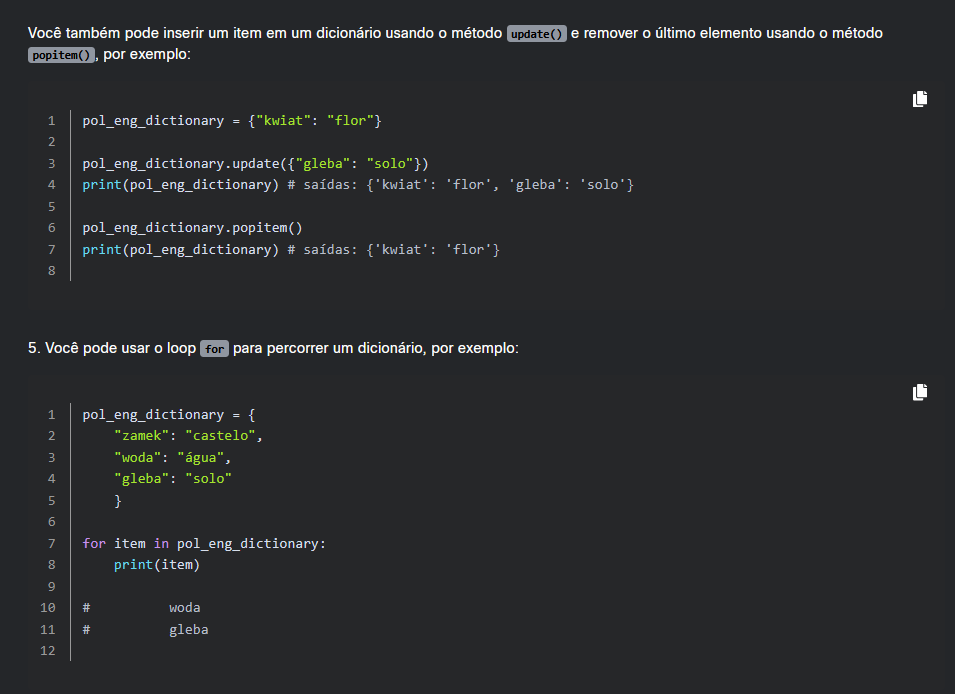 Você também pode inserir um item em um dicionário usando o método update() e remover o último elemento usando o método
popitem(), por exemplo:
1 pol_eng_dictionary = {"kwiat": "flor"}
2
3 pol_eng_dictionary.update({"gleba": "solo"})
4 print(pol_eng_dictionary) # saídas: {'kwiat': 'flor', 'gleba': 'solo'}
5
6 pol_eng_dictionary.popitem()
7 print(pol_eng_dictionary) # saídas: {'kwiat': 'flor'}
8
5. Você pode usar o loop for para percorrer um dicionário, por exemplo:
1 pol_eng_dictionary = {
2     "zamek": "castelo",
3     "woda": "água",
4     "gleba": "solo"
5     }
6
7 for item in pol_eng_dictionary:
8     print(item)
9
10 #          woda
11 #          gleba
12